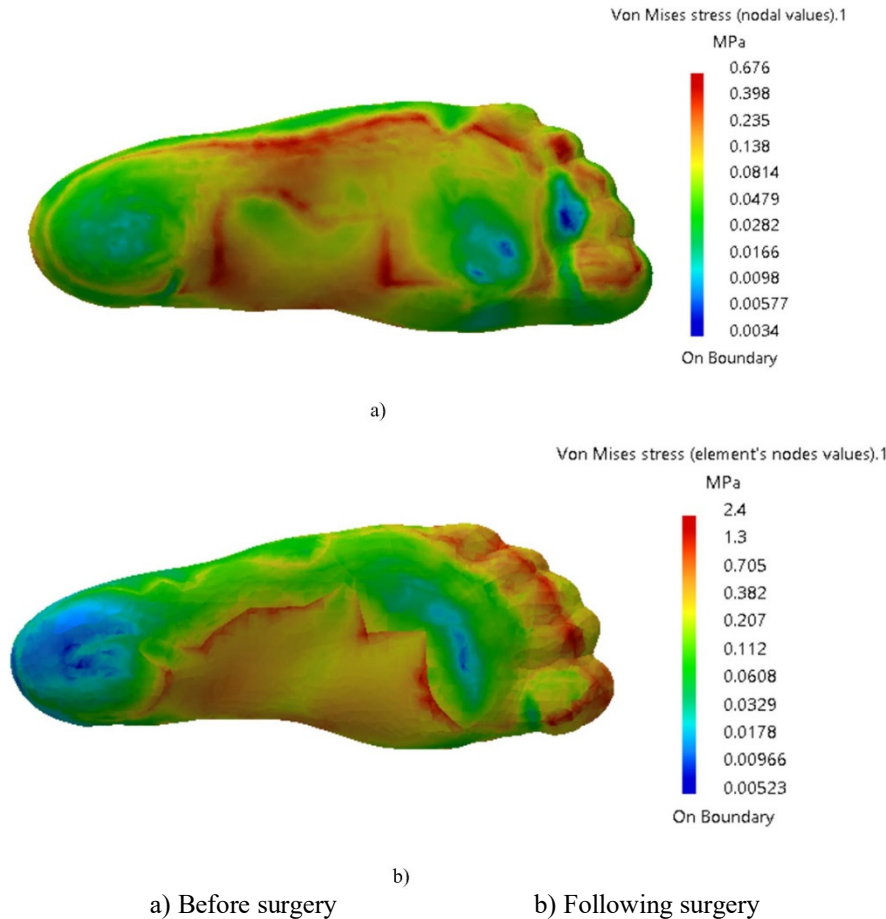 Von Mises stress (nodal values).1
MPa
0.676
0.398
0.235
0.138
0.0814
0.0479
0.0282
0.0166
0.0098
0.00577
0.0034
On Boundary
a)
Von Mises stress (element's nodes values).1
MPa
2.4
1.3
0.705
0.382
0.207
0.112
0.0608
0.0329
0.0178
0.00966
0.00523
On Boundary
b)
a) Before surgery b) Following surgery